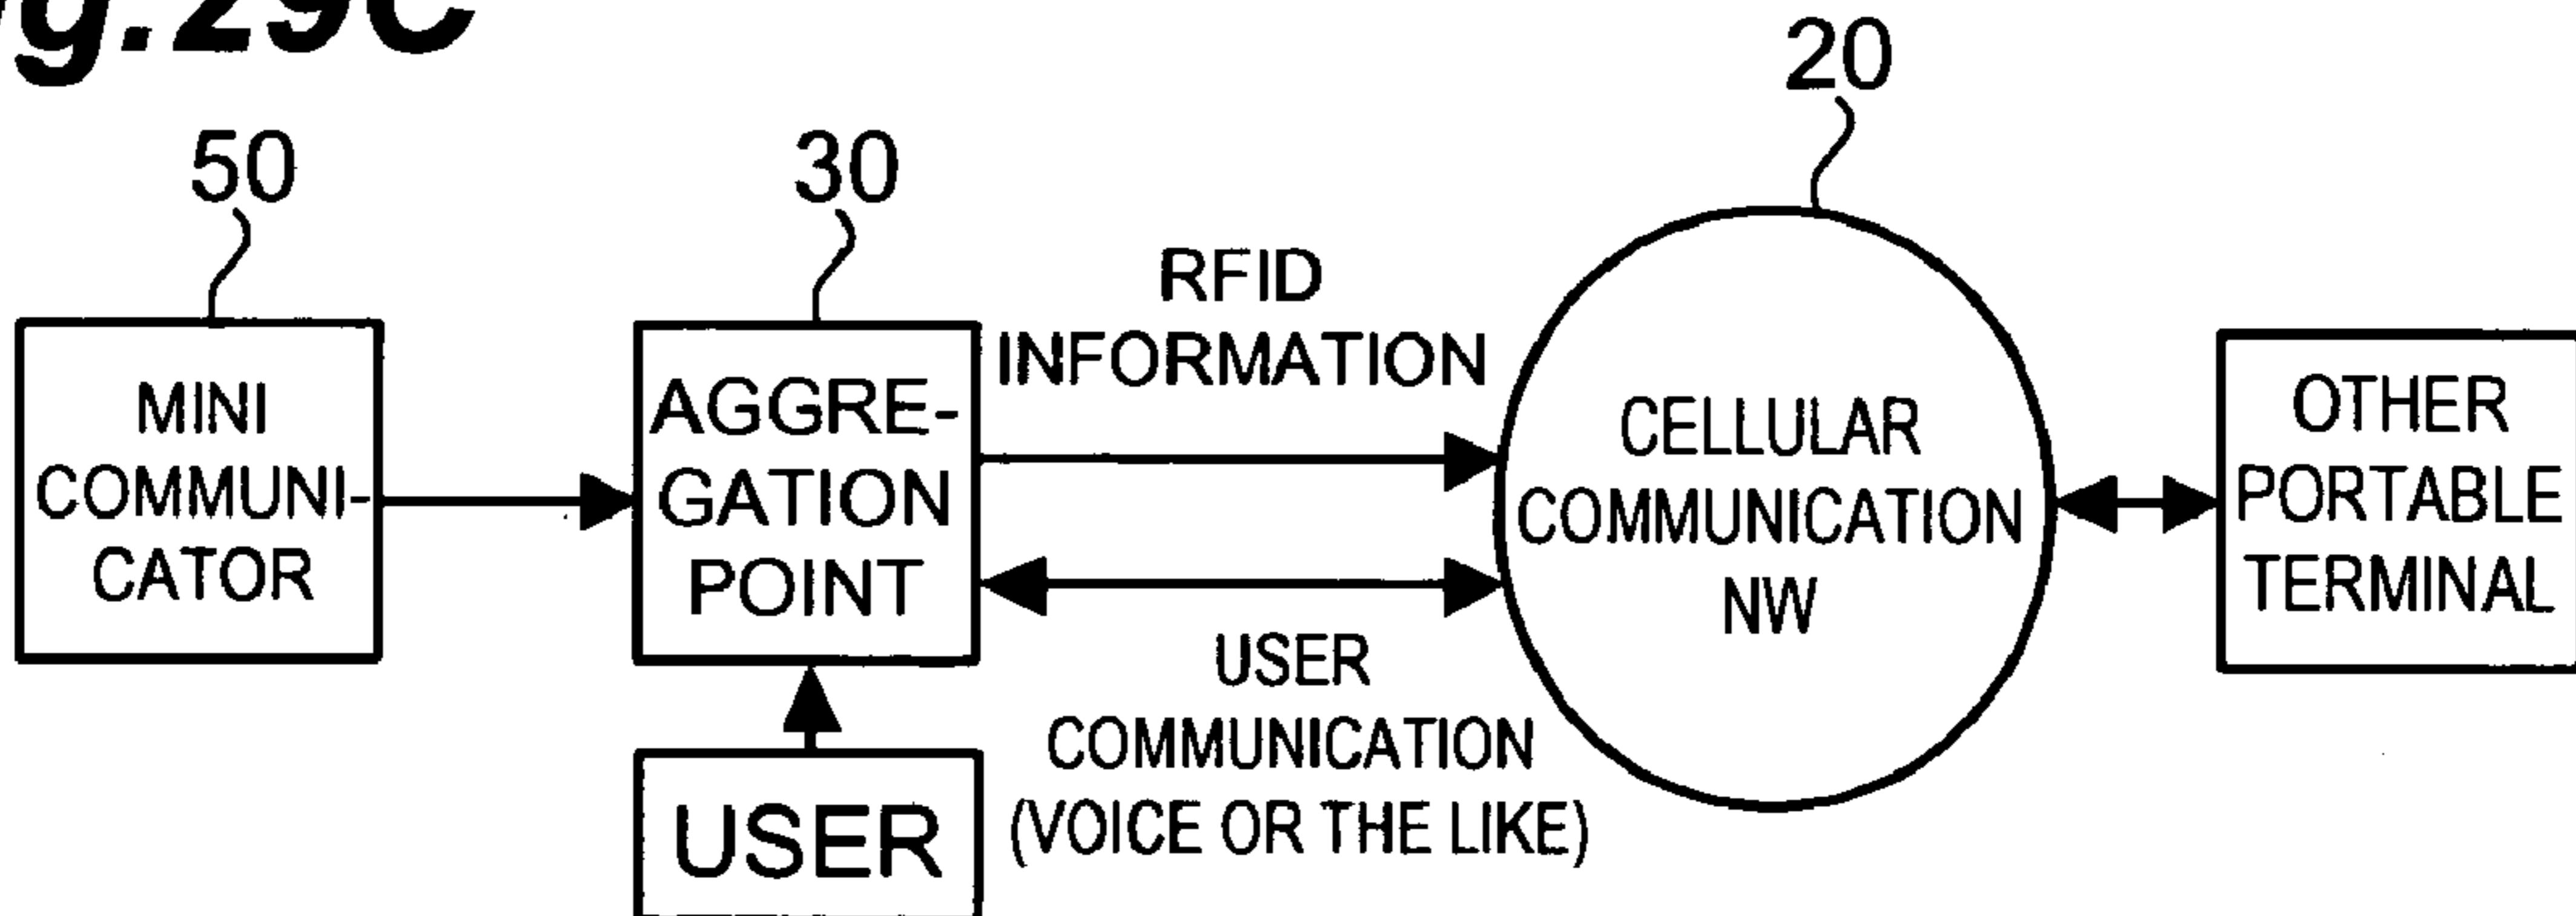 g.29C
20
50
30
RFID
INFORMATION
MINI
COMMUNI-
CATOR
AGGRE-
GATION
POINT
CELLULAR
COMMUNICATION
NW
OTHER
PORTABLE
TERMINAL
USER
COMMUNICATION
(VOICE OR THE LIKE)
USER